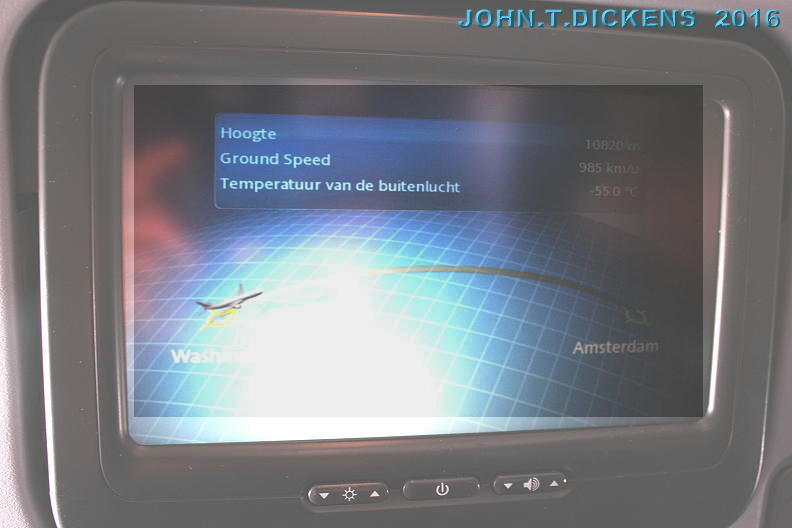 JOHN.T.DICKENS 2016
Hoogte 10820 m
Ground Speed 985 km/u
Temperatuur van de buitenlucht -55.0 °C
Amsterdam